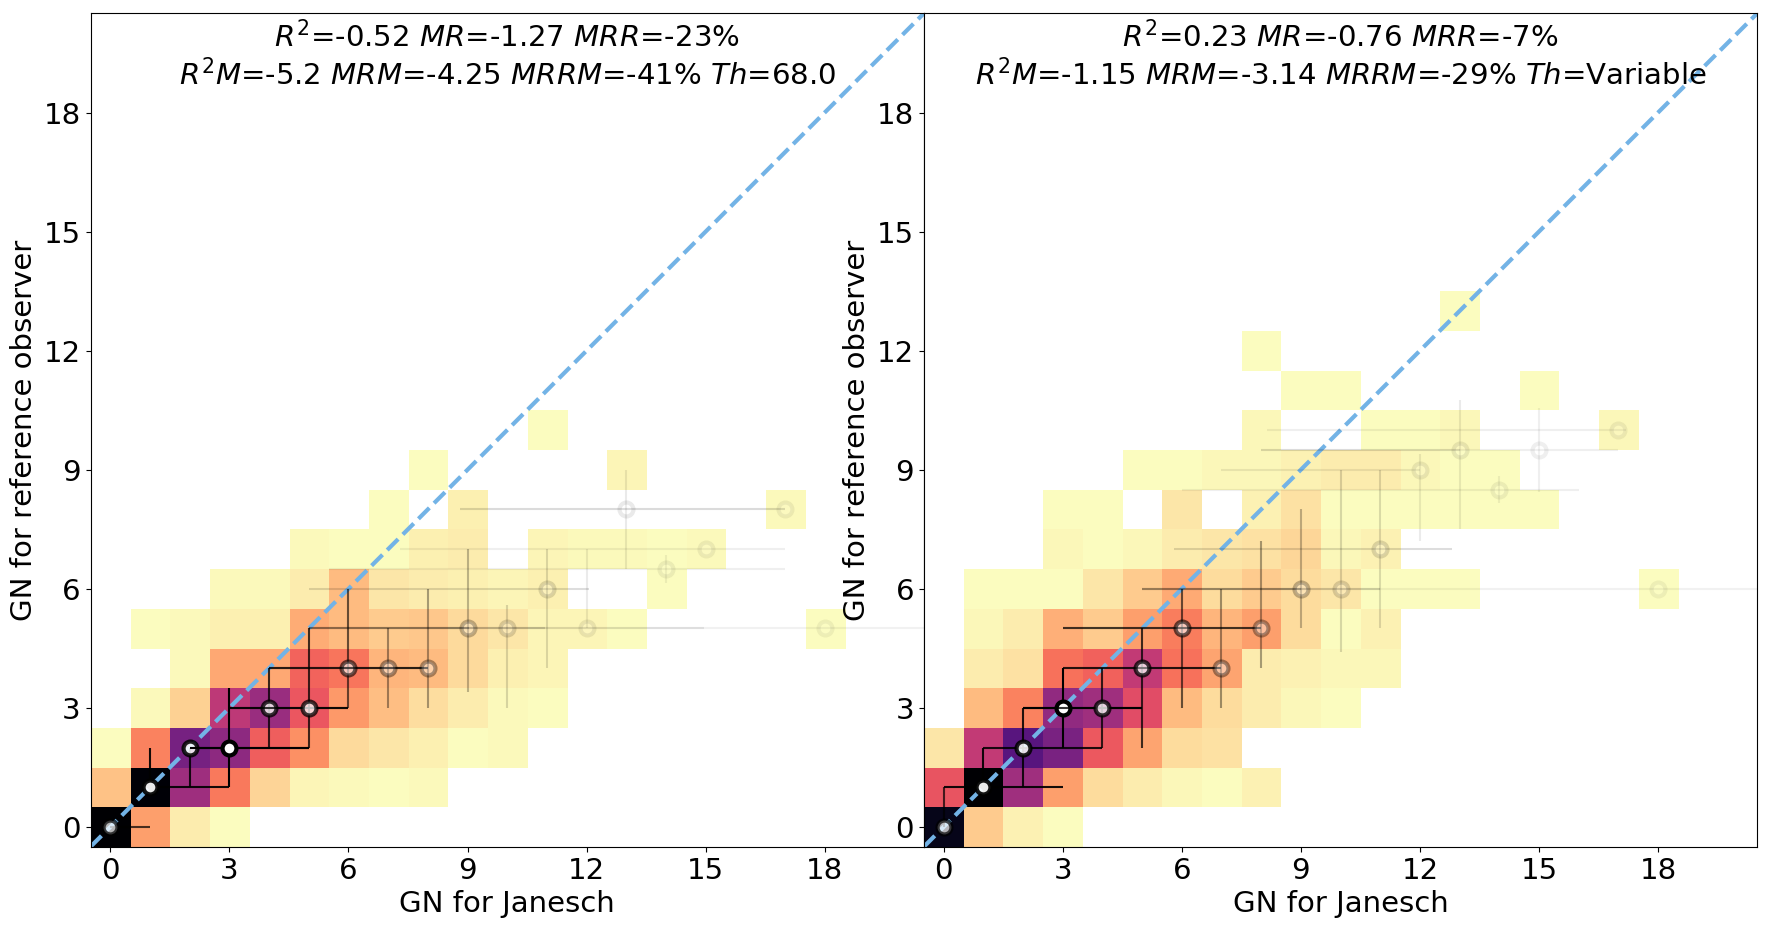 R²=-0.52 MR=-1.27 MRR=-23%
R²M=-5.2 MRM=-4.25 MRRM=-41% Th=68.0
18
15
12
9
6
3
0
GN for reference observer
0 3 6 9 12 15 18
GN for Janesch
R²=0.23 MR=-0.76 MRR=-7%
R²M=-1.15 MRM=-3.14 MRRM=-29% Th=Variable
18
15
12
9
6
3
0
GN for reference observer
0 3 6 9 12 15 18
GN for Janesch